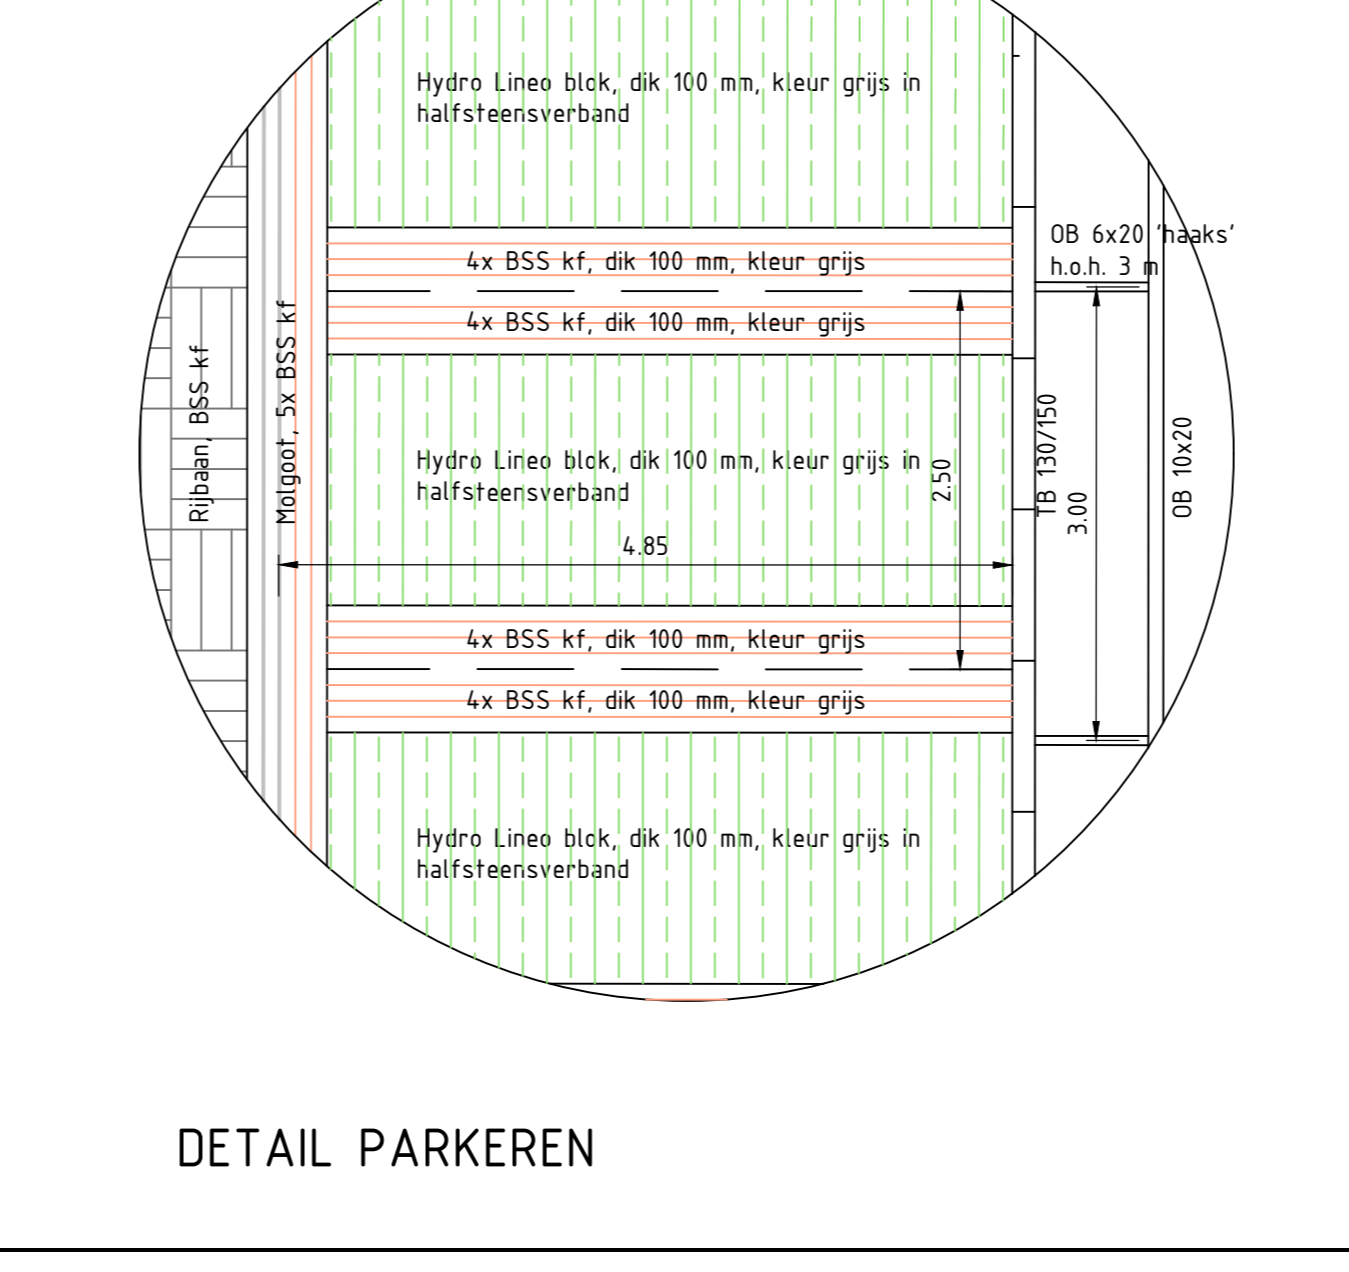 Hydro Lineo blok, dik 100 mm, kleur grijs in
halfsteensverband
OB 6x20 'haaks'
h.o.h. 3 m
4x BSS kf, dik 100 mm, kleur grijs
4x BSS kf, dik 100 mm, kleur grijs
Rijbaan, BSS kf
Molgoot, 5x BSS kf
Hydro Lineo blok, dik 100 mm, kleur grijs in
halfsteensverband
2.50
TB 130/150
3.00
OB 10x20
4.85
4x BSS kf, dik 100 mm, kleur grijs
4x BSS kf, dik 100 mm, kleur grijs
Hydro Lineo blok, dik 100 mm, kleur grijs in
halfsteensverband
DETAIL PARKEREN